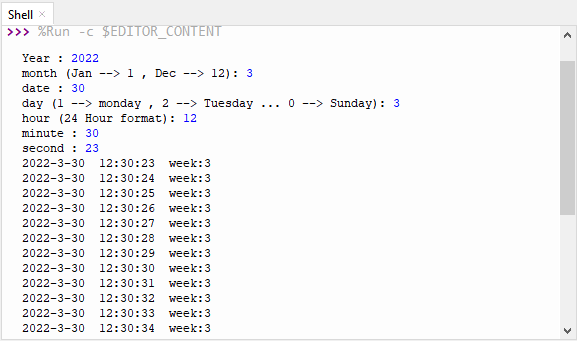 Shell ×
>>> %Run -c $EDITOR_CONTENT
Year : 2022
month (Jan --> 1 , Dec --> 12): 3
date : 30
day (1 --> monday , 2 --> Tuesday ... 0 --> Sunday): 3
hour (24 Hour format): 12
minute : 30
second : 23
2022-3-30  12:30:23  week:3
2022-3-30  12:30:24  week:3
2022-3-30  12:30:25  week:3
2022-3-30  12:30:26  week:3
2022-3-30  12:30:27  week:3
2022-3-30  12:30:28  week:3
2022-3-30  12:30:29  week:3
2022-3-30  12:30:30  week:3
2022-3-30  12:30:31  week:3
2022-3-30  12:30:32  week:3
2022-3-30  12:30:33  week:3
2022-3-30  12:30:34  week:3